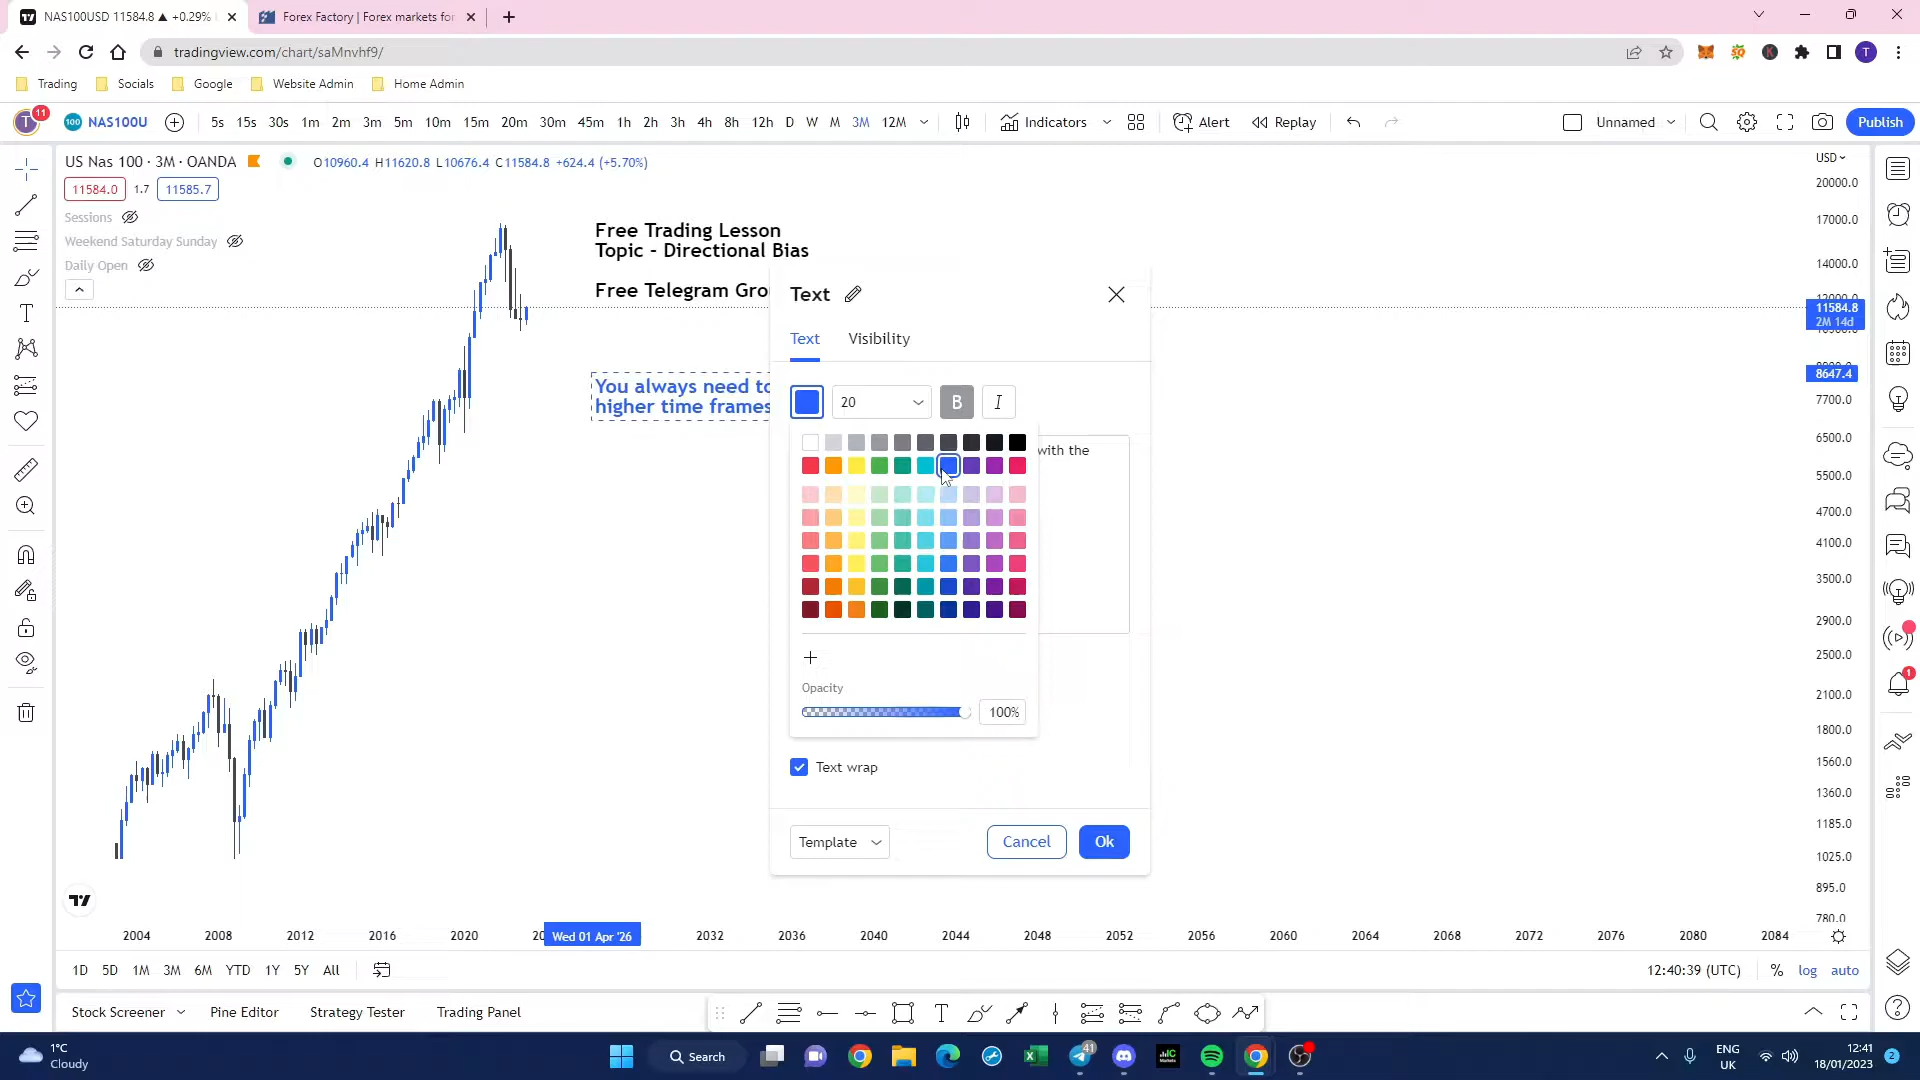 NAS100USD 11584.8 ▲ +0.29%
Forex Factory | Forex markets for
tradingview.com/chart/saMnvhf9/
T
Trading
Socials
Google
Website Admin
Home Admin
T
11
100
NAS100U
5s 15s 30s 1m 2m 3m 5m 10m 15m 20m 30m 45m 1h 2h 3h 4h 8h 12h D W M 3M 12M
Indicators
Alert
Replay
Unnamed
Publish
US Nas 100 · 3M · OANDA
O10960.4 H11620.8 L10676.4 C11584.8 +624.4 (+5.70%)
11584.0 1.7 11585.7
Sessions
Weekend Saturday Sunday
Daily Open
Free Trading Lesson
Topic - Directional Bias
Free Telegram Gro
You always need to
higher time frames
Text
Text
Visibility
20
B
I
with the
Opacity
100%
Text wrap
Template
Cancel
Ok
USD
20000.0
17000.0
14000.0
11584.8
2M 14d
8647.4
7700.0
6500.0
5500.0
4700.0
4100.0
3500.0
2900.0
2500.0
2100.0
1800.0
1560.0
1360.0
1185.0
1025.0
895.0
780.0
2004 2008 2012 2016 2020 Wed 01 Apr '26 2032 2036 2040 2044 2048 2052 2056 2060 2064 2068 2072 2076 2080 2084
1D 5D 1M 3M 6M YTD 1Y 5Y All
12:40:39 (UTC)
% log auto
Stock Screener
Pine Editor
Strategy Tester
Trading Panel
1
1°C
Cloudy
Search
41
ENG
UK
12:41
18/01/2023
2